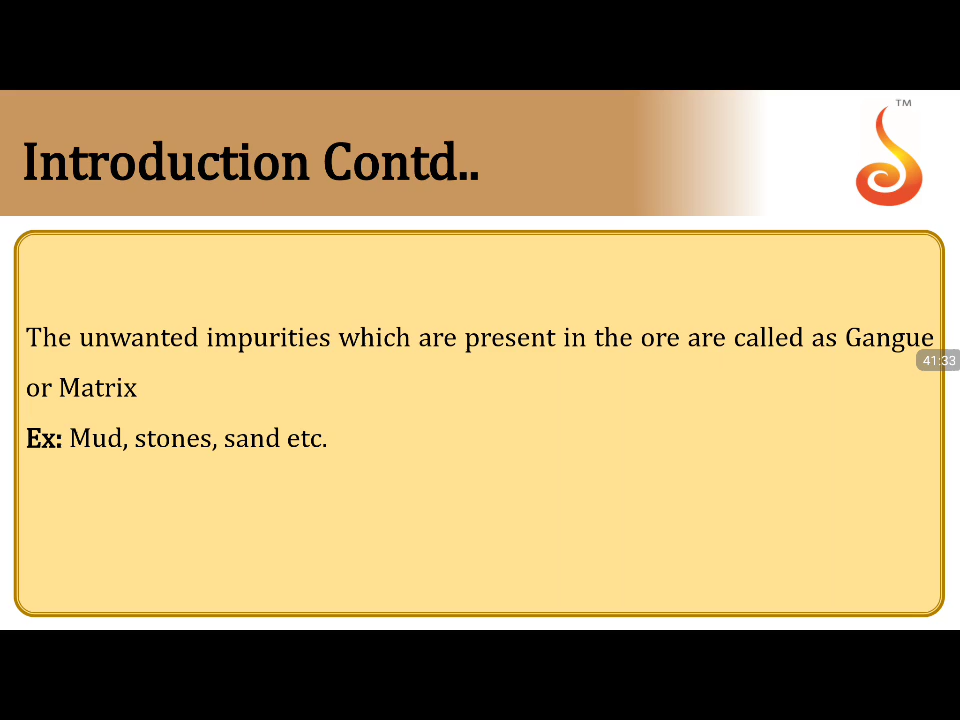 TM
Introduction Contd..
The unwanted impurities which are present in the ore are called as Gangue
41:33
or Matrix
Ex: Mud, stones, sand etc.